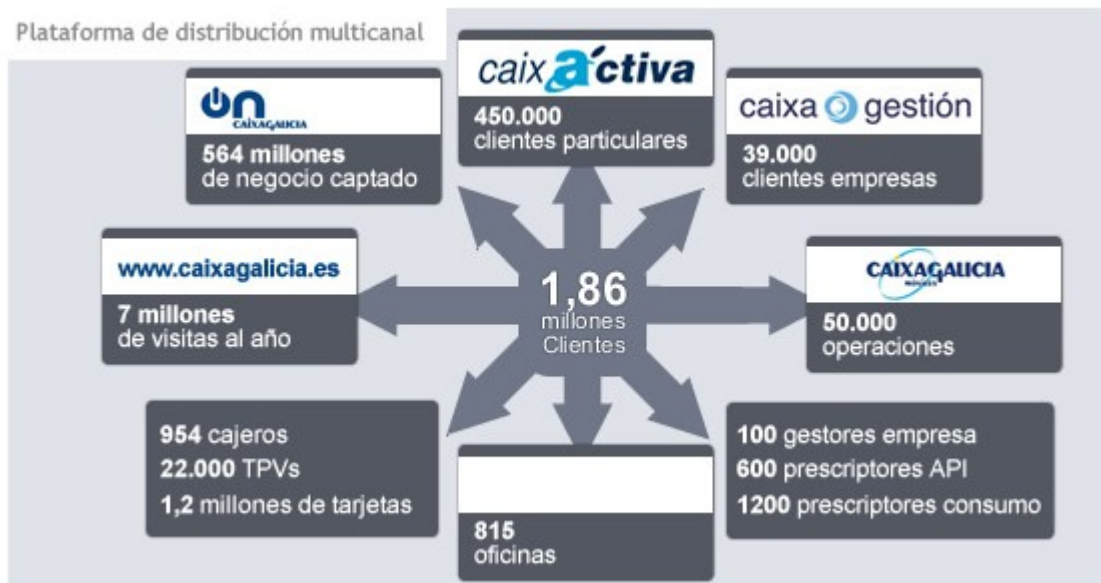 Plataforma de distribución multicanal
caixactiva
450.000
clientes particulares
on
CAIXAGALICIA
564 millones
de negocio captado
caixa gestión
39.000
clientes empresas
www.caixagalicia.es
7 millones
de visitas al año
1,86
millones
Clientes
CAIXAGALICIA
50.000
operaciones
954 cajeros
22.000 TPVs
1,2 millones de tarjetas
815
oficinas
100 gestores empresa
600 prescriptores API
1200 prescriptores consumo